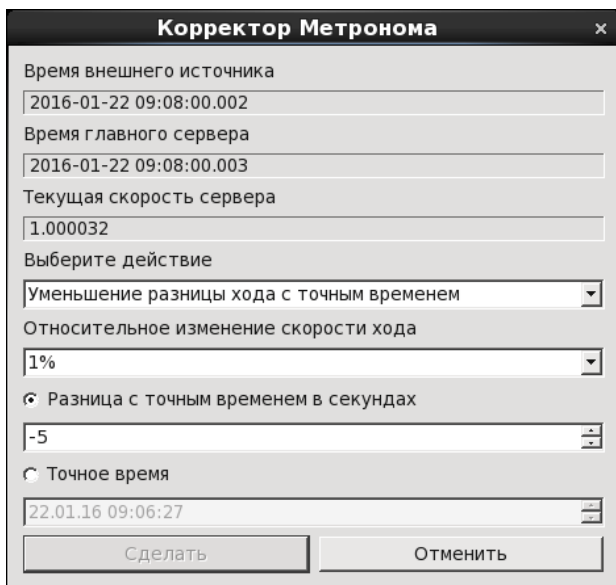 Корректор Метронома
Время внешнего источника
2016-01-22 09:08:00.002
Время главного сервера
2016-01-22 09:08:00.003
Текущая скорость сервера
1.000032
Выберите действие
Уменьшение разницы хода с точным временем
Относительное изменение скорости хода
1%
Разница с точным временем в секундах
-5
Точное время
22.01.16 09:06:27
Сделать Отменить